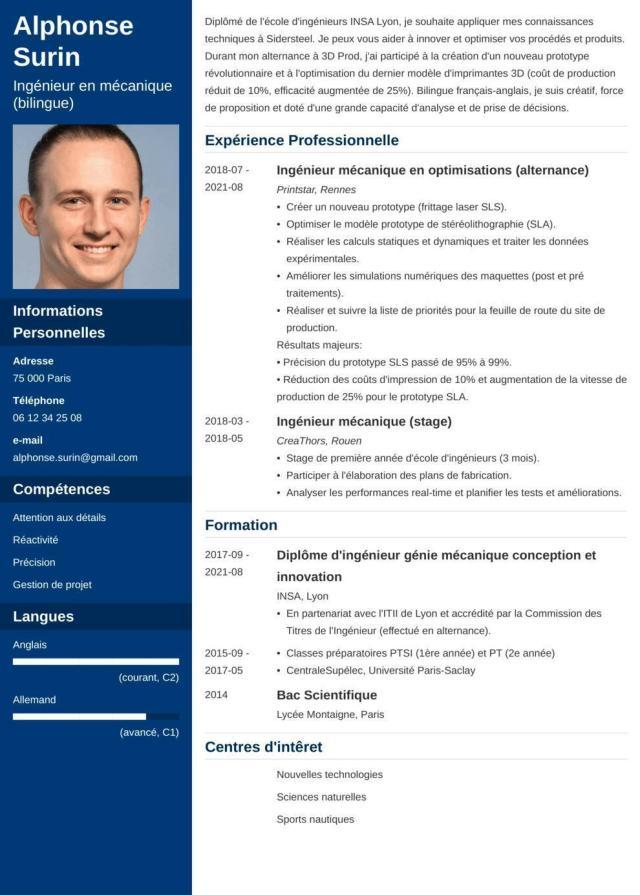 Alphonse
Surin
Ingénieur en mécanique
(bilingue)
Informations
Personnelles
Adresse
75 000 Paris
Téléphone
06 12 34 25 08
e-mail
alphonse.surin@gmail.com
Compétences
Attention aux détails
Réactivité
Précision
Gestion de projet
Langues
Anglais
(courant, C2)
Allemand
(avancé, C1)
Diplômé de l'école d'ingénieurs INSA Lyon, je souhaite appliquer mes connaissances
techniques à Sidersteel. Je peux vous aider à innover et optimiser vos procédés et produits.
Durant mon alternance à 3D Prod, j'ai participé à la création d'un nouveau prototype
révolutionnaire et à l'optimisation du dernier modèle d'imprimantes 3D (coût de production
réduit de 10%, efficacité augmentée de 25%). Bilingue français-anglais, je suis créatif, force
de proposition et doté d'une grande capacité d'analyse et de prise de décisions.
Expérience Professionnelle
2018-07 -
2021-08
Ingénieur mécanique en optimisations (alternance)
Printstar, Rennes
• Créer un nouveau prototype (frittage laser SLS).
• Optimiser le modèle prototype de stéréolithographie (SLA).
• Réaliser les calculs statiques et dynamiques et traiter les données
expérimentales.
• Améliorer les simulations numériques des maquettes (post et pré
traitements).
• Réaliser et suivre la liste de priorités pour la feuille de route du site de
production.
Résultats majeurs:
• Précision du prototype SLS passé de 95% à 99%.
• Réduction des coûts d'impression de 10% et augmentation de la vitesse de
production de 25% pour le prototype SLA.
2018-03 -
2018-05
Ingénieur mécanique (stage)
CreaThors, Rouen
• Stage de première année d'école d'ingénieurs (3 mois).
• Participer à l'élaboration des plans de fabrication.
• Analyser les performances real-time et planifier les tests et améliorations.
Formation
2017-09 -
2021-08
Diplôme d'ingénieur génie mécanique conception et
innovation
INSA, Lyon
• En partenariat avec l'ITII de Lyon et accrédité par la Commission des
Titres de l'Ingénieur (effectué en alternance).
2015-09 -
2017-05
• Classes préparatoires PTSI (1ère année) et PT (2e année)
• CentraleSupélec, Université Paris-Saclay
2014
Bac Scientifique
Lycée Montaigne, Paris
Centres d'intêret
Nouvelles technologies
Sciences naturelles
Sports nautiques